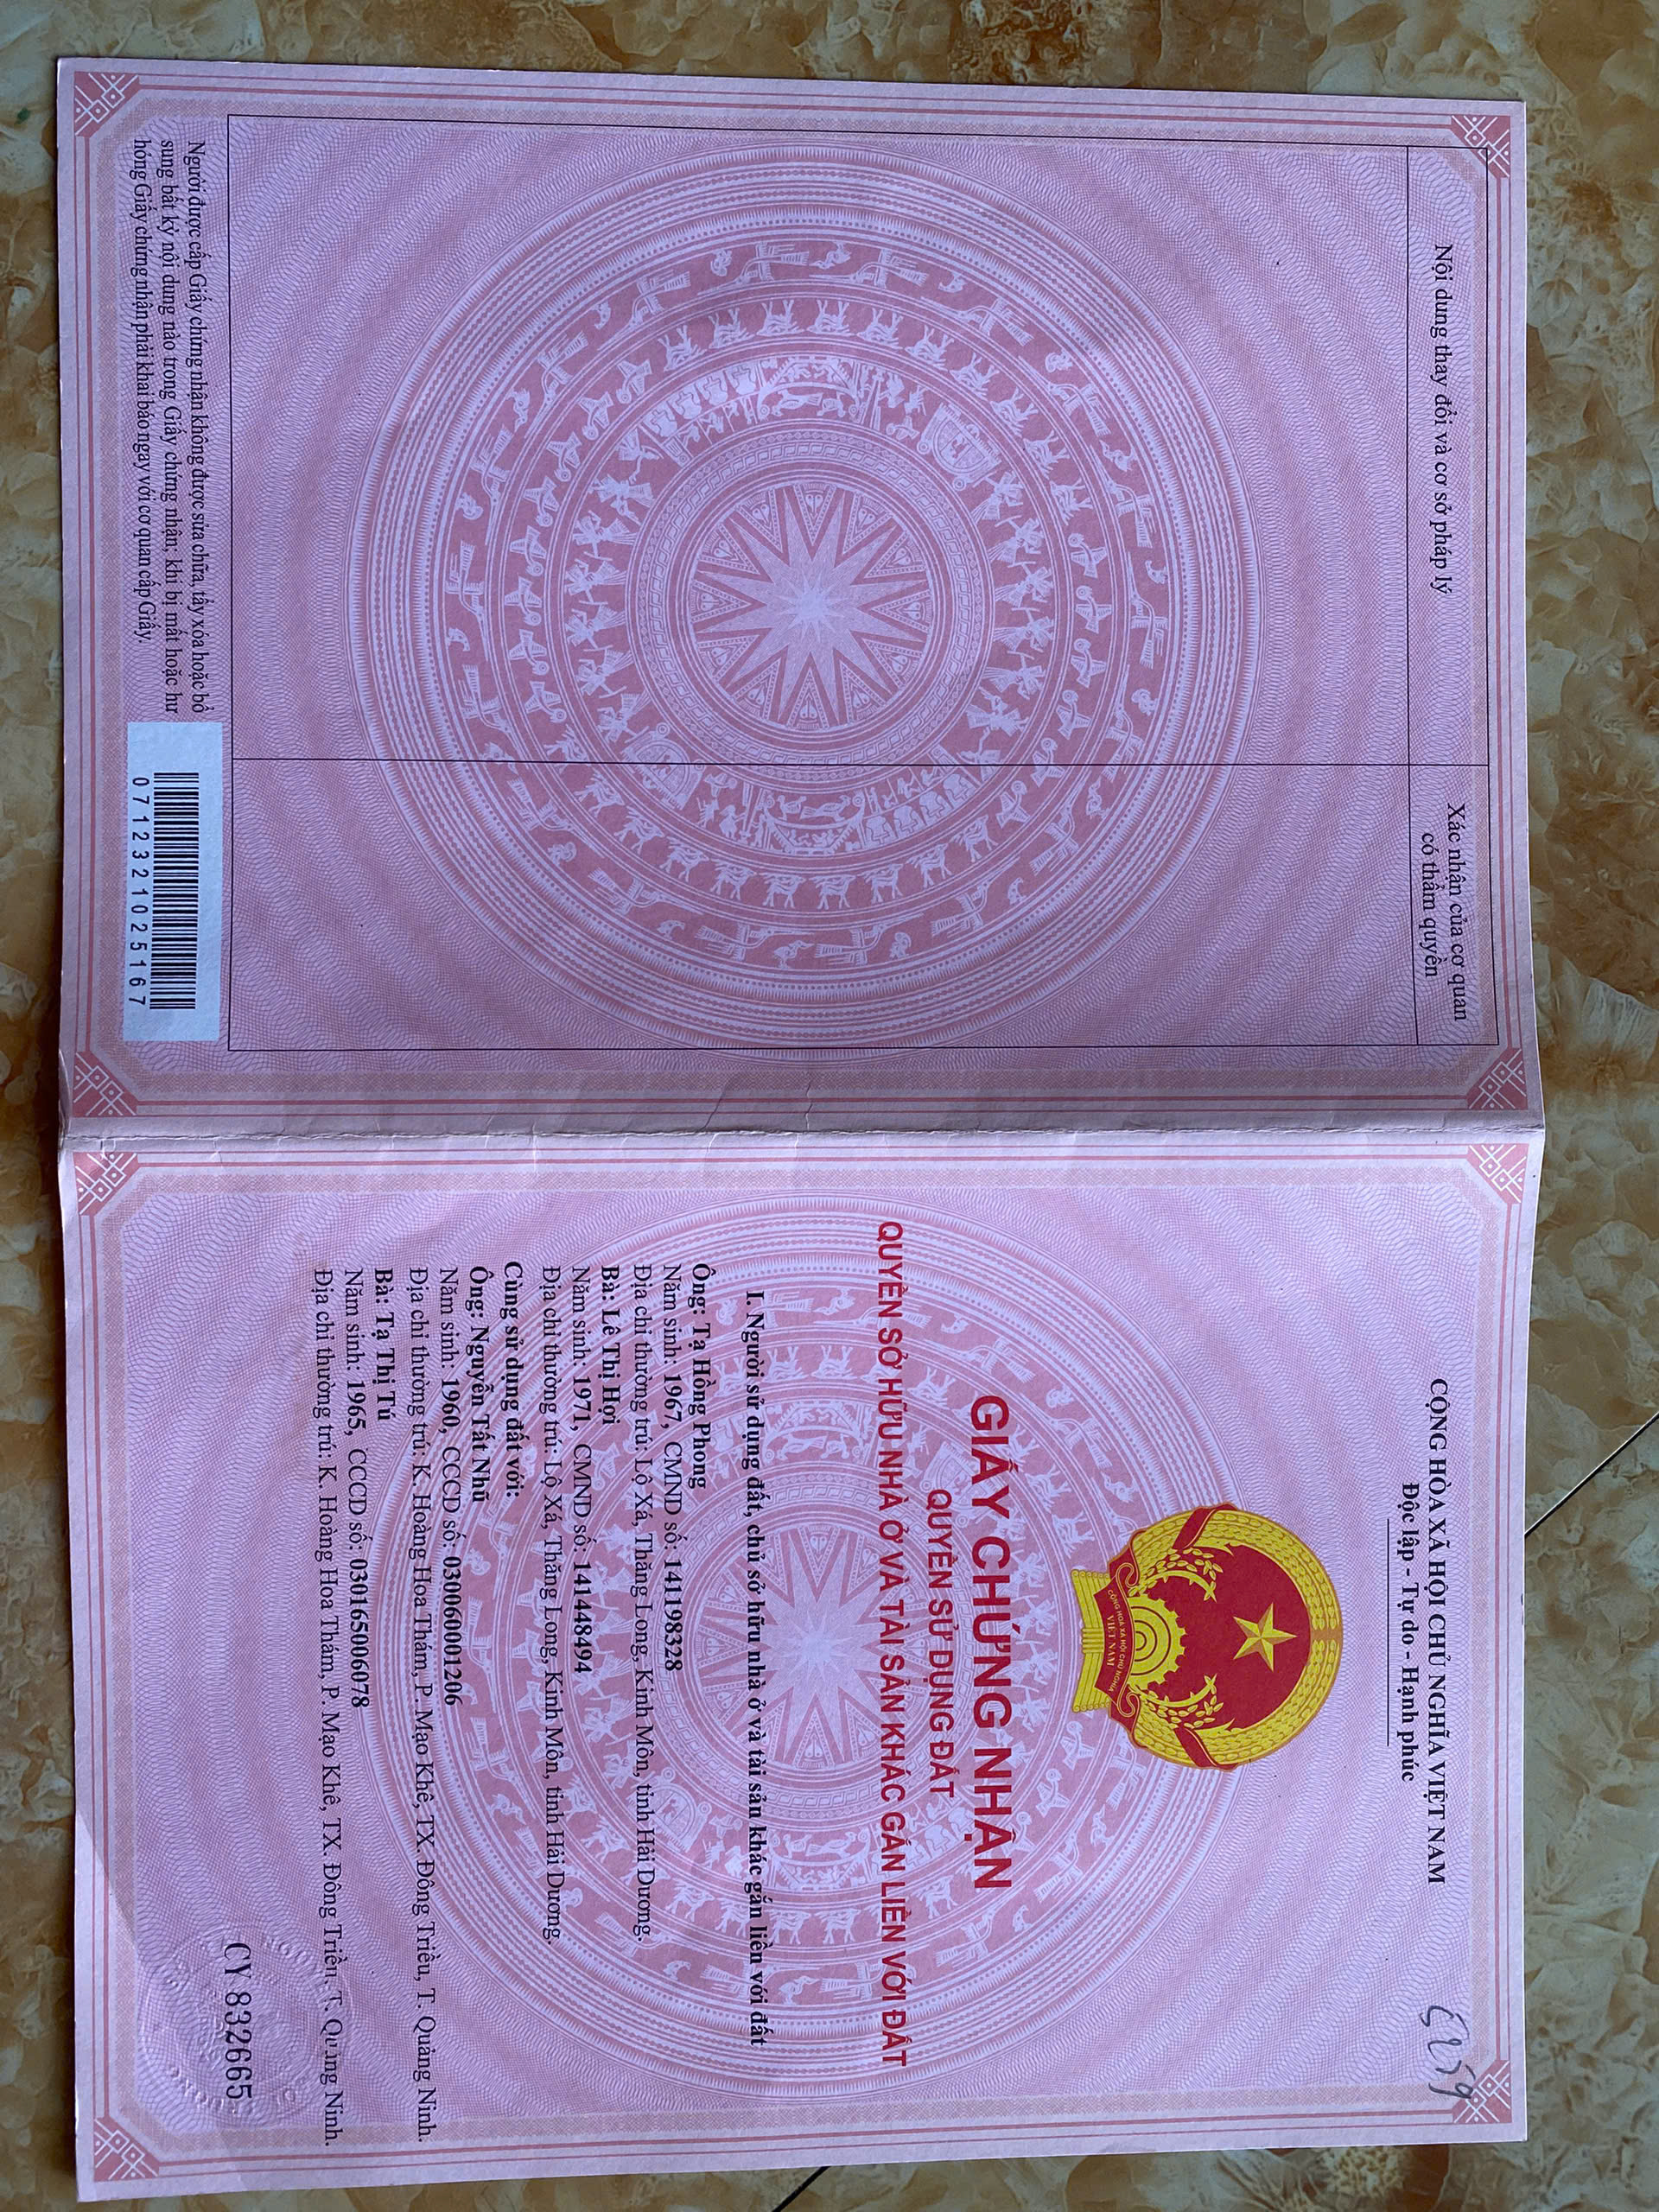 Nội dung thay đổi và cơ sở pháp lý
Xác nhận của cơ quan
có thẩm quyền
Người được cấp Giấy chứng nhận không được sửa chữa, tẩy xóa hoặc bổ
sung bất kỳ nội dung nào trong Giấy chứng nhận; khi bị mất hoặc hư
hỏng Giấy chứng nhận phải khai báo ngay với cơ quan cấp Giấy.
0712321025167
CỘNG HÒA XÃ HỘI CHỦ NGHĨA VIỆT NAM
Độc lập - Tự do - Hạnh phúc
CỘNG HÒA XÃ HỘI CHỦ NGHĨA
VIỆT NAM
GIẤY CHỨNG NHẬN
QUYỀN SỬ DỤNG ĐẤT
QUYỀN SỞ HỮU NHÀ Ở VÀ TÀI SẢN KHÁC GẮN LIỀN VỚI ĐẤT
I. Người sử dụng đất, chủ sở hữu nhà ở và tài sản khác gắn liền với đất
Ông: Tạ Hồng Phong
Năm sinh: 1967, CMND số: 141198328
Địa chỉ thường trú: Lộ Xá, Thăng Long, Kinh Môn, tỉnh Hải Dương.
Bà: Lê Thị Hợi
Năm sinh: 1971, CMND số: 141448494
Địa chỉ thường trú: Lộ Xá, Thăng Long, Kinh Môn, tỉnh Hải Dương.
Cùng sử dụng đất với:
Ông: Nguyễn Tất Nhũ
Năm sinh: 1960, CCCD số: 030060001206
Địa chỉ thường trú: K. Hoàng Hoa Thám, P. Mạo Khê, TX. Đông Triều, T. Quảng Ninh.
Bà: Tạ Thị Tú
Năm sinh: 1965, CCCD số: 030165006078
Địa chỉ thường trú: K. Hoàng Hoa Thám, P. Mạo Khê, TX. Đông Triền, T. Quảng Ninh.
CY 832665